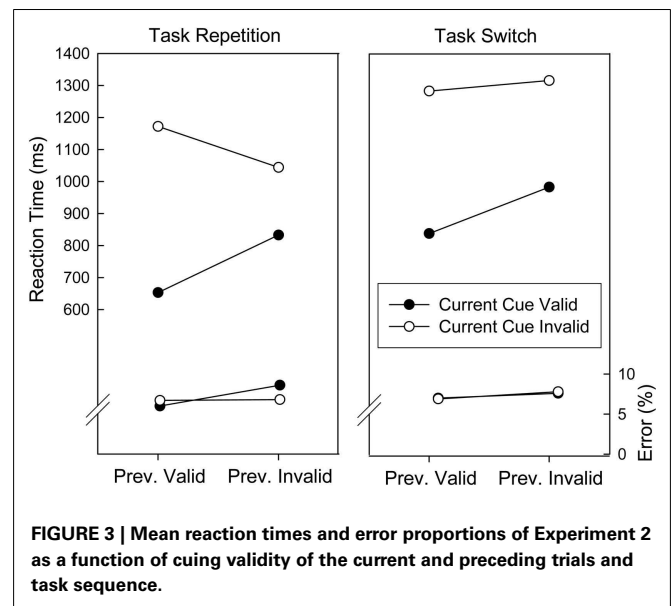 Task Repetition
Task Switch
1400
1300
1200
1100
1000
900
800
700
600
Reaction Time (ms)
Current Cue Valid
Current Cue Invalid
10
5
0
Error (%)
Prev. Valid Prev. Invalid
Prev. Valid Prev. Invalid
FIGURE 3 | Mean reaction times and error proportions of Experiment 2
as a function of cuing validity of the current and preceding trials and
task sequence.